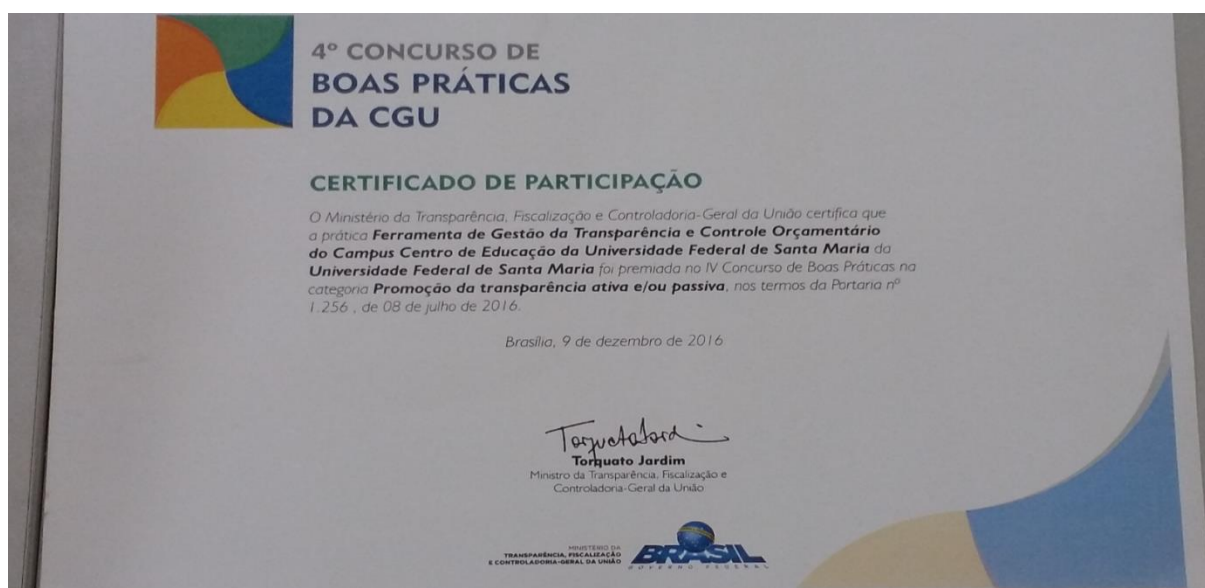 4º CONCURSO DE
BOAS PRÁTICAS
DA CGU
CERTIFICADO DE PARTICIPAÇÃO
O Ministério da Transparência, Fiscalização e Controladoria-Geral da União certifica que
a prática Ferramenta de Gestão da Transparência e Controle Orçamentário
do Campus Centro de Educação da Universidade Federal de Santa Maria da
Universidade Federal de Santa Maria foi premiada no IV Concurso de Boas Práticas na
categoria Promoção da transparência ativa e/ou passiva, nos termos da Portaria nº
1.256 , de 08 de julho de 2016.
Brasília, 9 de dezembro de 2016
Torquato Jardim
Ministro da Transparência, Fiscalização e
Controladoria-Geral da União
MINISTÉRIO DA
TRANSPARÊNCIA, FISCALIZAÇÃO
E CONTROLADORIA-GERAL DA UNIÃO
BRASIL
GOVERNO FEDERAL